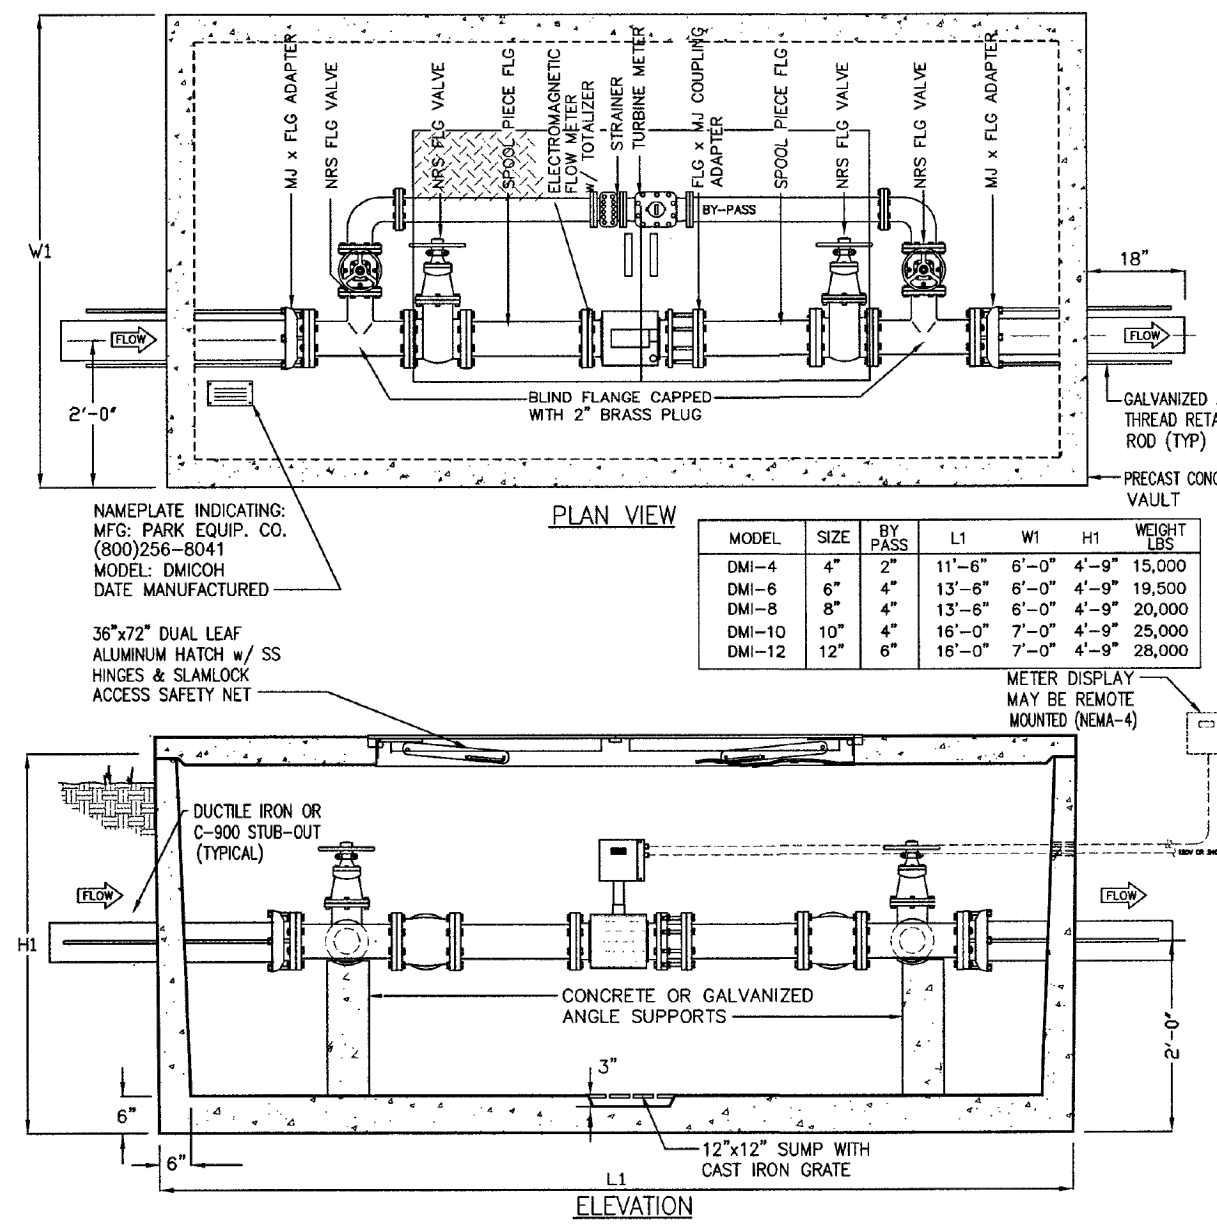 MJ x FLG ADAPTER
NRS FLG VALVE
NRS FLG VALVE
SPOOL PIECE FLG
ELECTROMAGNETIC
FLOW METER
w/ TOTALIZER
STRAINER
TURBINE METER
FLG x MJ COUPLING
ADAPTER
SPOOL PIECE FLG
NRS FLG VALVE
NRS FLG VALVE
MJ x FLG ADAPTER
W1
BY-PASS
18"
FLOW
FLOW
2'-0"
BLIND FLANGE CAPPED
WITH 2" BRASS PLUG
GALVANIZED
THREAD RETA
ROD (TYP)
PRECAST CONC
VAULT
NAMEPLATE INDICATING:
MFG: PARK EQUIP. CO.
(800)256-8041
MODEL: DMICOH
DATE MANUFACTURED
PLAN VIEW
MODEL SIZE BY PASS L1 W1 H1 WEIGHT LBS
DMI-4 4" 2" 11'-6" 6'-0" 4'-9" 15,000
DMI-6 6" 4" 13'-6" 6'-0" 4'-9" 19,500
DMI-8 8" 4" 13'-6" 6'-0" 4'-9" 20,000
DMI-10 10" 4" 16'-0" 7'-0" 4'-9" 25,000
DMI-12 12" 6" 16'-0" 7'-0" 4'-9" 28,000
36"x72" DUAL LEAF
ALUMINUM HATCH w/ SS
HINGES & SLAMLOCK
ACCESS SAFETY NET
METER DISPLAY
MAY BE REMOTE
MOUNTED (NEMA-4)
DUCTILE IRON OR
C-900 STUB-OUT
(TYPICAL)
120V OR 240
FLOW
FLOW
H1
CONCRETE OR GALVANIZED
ANGLE SUPPORTS
2'-0"
3"
6"
6"
12"x12" SUMP WITH
CAST IRON GRATE
L1
ELEVATION